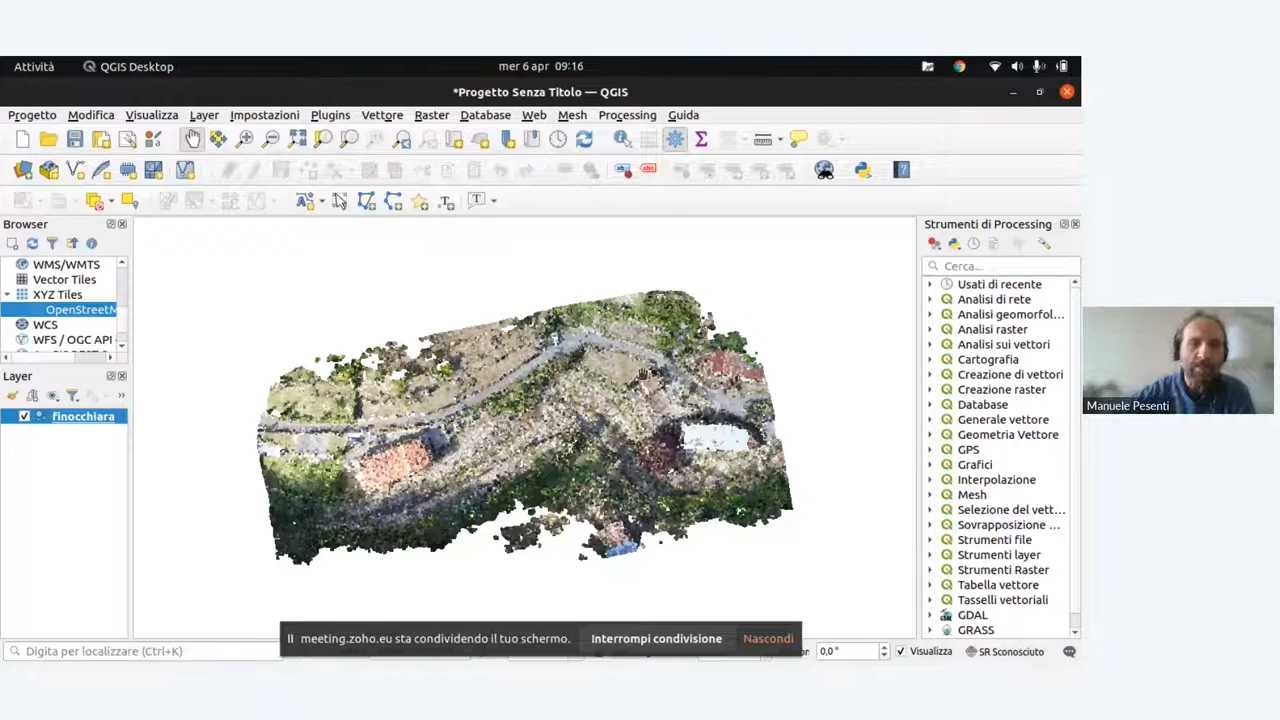 Attività QGIS Desktop mer 6 apr 09:16
*Progetto Senza Titolo — QGIS
Progetto Modifica Visualizza Layer Impostazioni Plugins Vettore Raster Database Web Mesh Processing Guida
Browser
WMS/WMTS
Vector Tiles
XYZ Tiles
OpenStreetM
WCS
WFS / OGC API
Layer
finocchiara
Strumenti di Processing
Cerca...
Usati di recente
Analisi di rete
Analisi geomorfol...
Analisi raster
Analisi sui vettori
Cartografia
Creazione di vettori
Creazione raster
Database
Generale vettore
Geometria Vettore
GPS
Grafici
Interpolazione
Mesh
Selezione del vett...
Sovrapposizione ...
Strumenti file
Strumenti layer
Strumenti Raster
Tabella vettore
Tasselli vettoriali
GDAL
GRASS
Manuele Pesenti
meeting.zoho.eu sta condividendo il tuo schermo. Interrompi condivisione Nascondi
Digita per localizzare (Ctrl+K) 0,0 ° Visualizza SR Sconosciuto